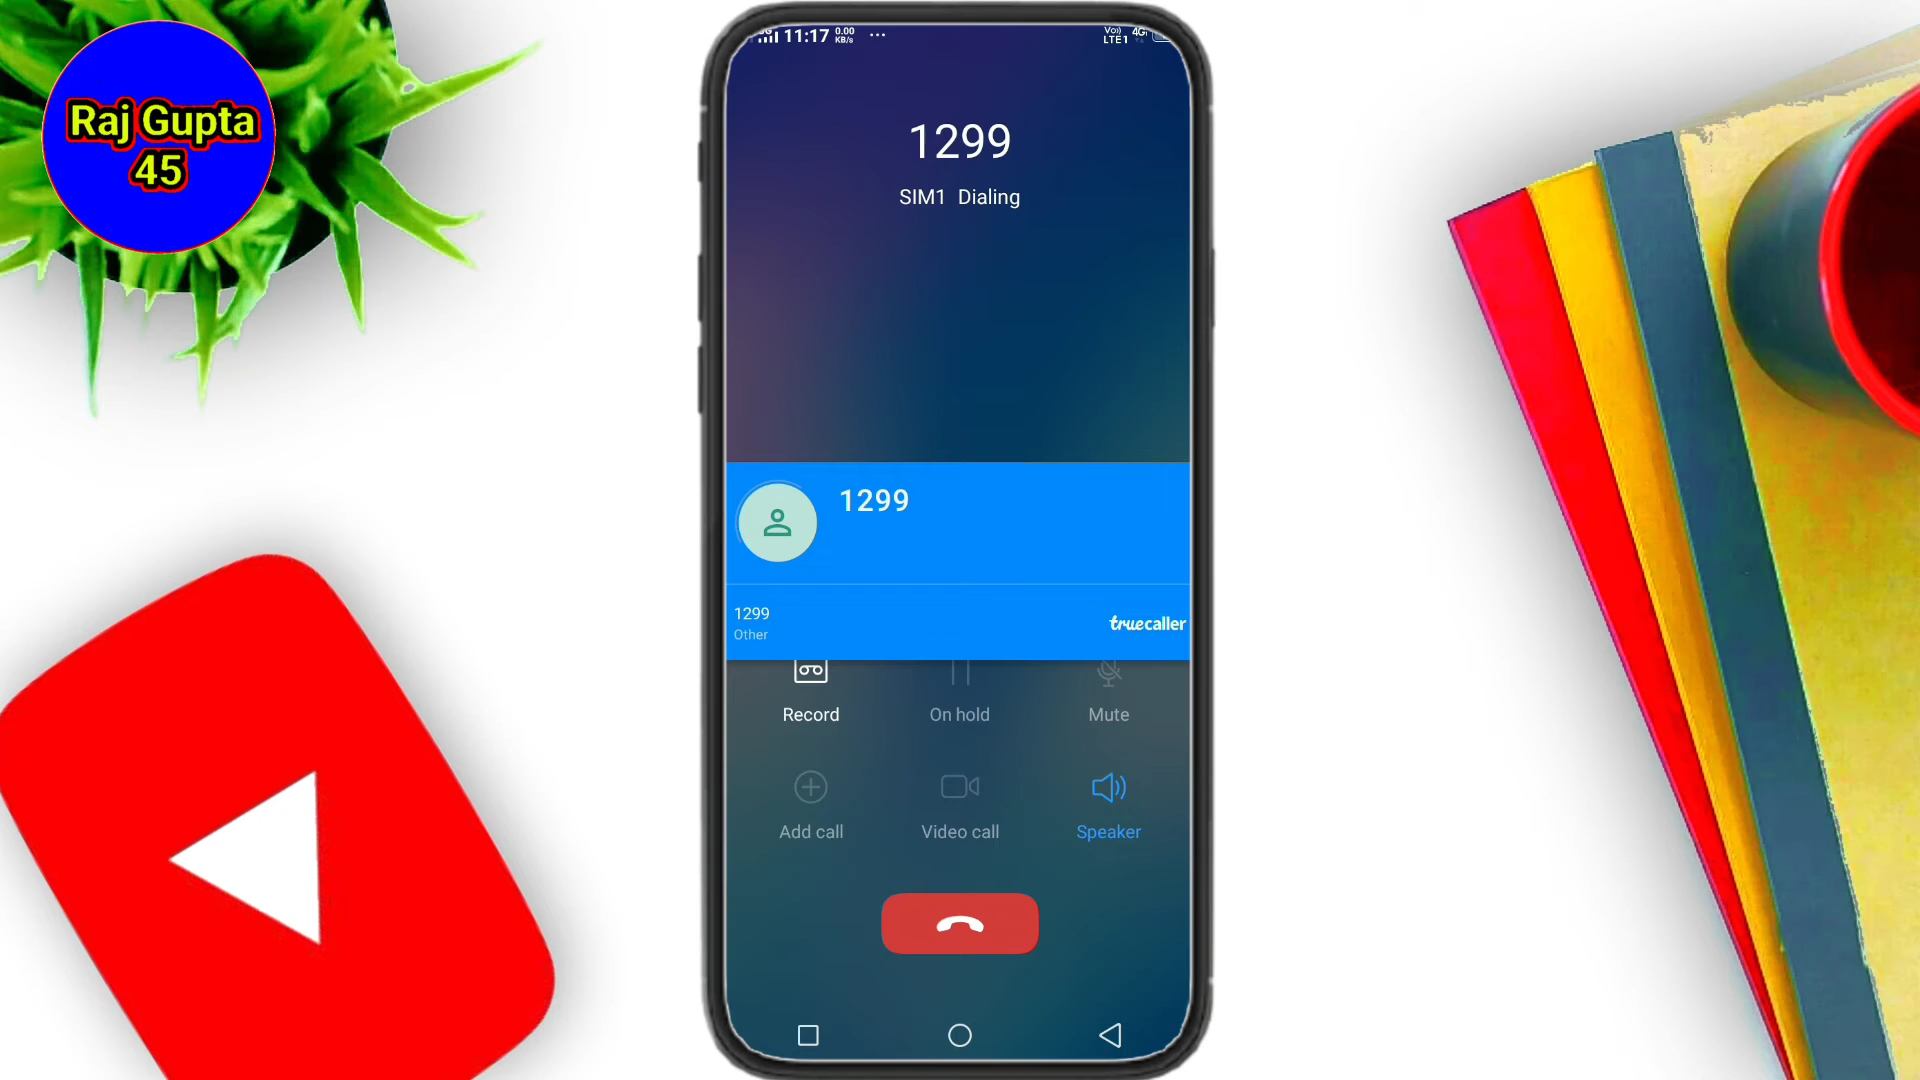 Raj Gupta
45
11:17 0.00 KB/s ...
Vo)) LTE1 4G
1299
SIM1 Dialing
1299
1299
Other
truecaller
Record
On hold
Mute
Add call
Video call
Speaker